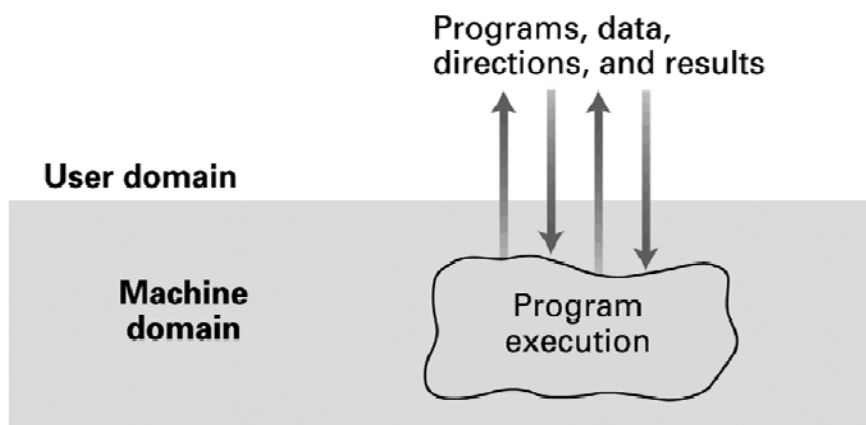 Programs, data,
directions, and results
User domain
Machine
domain
Program
execution